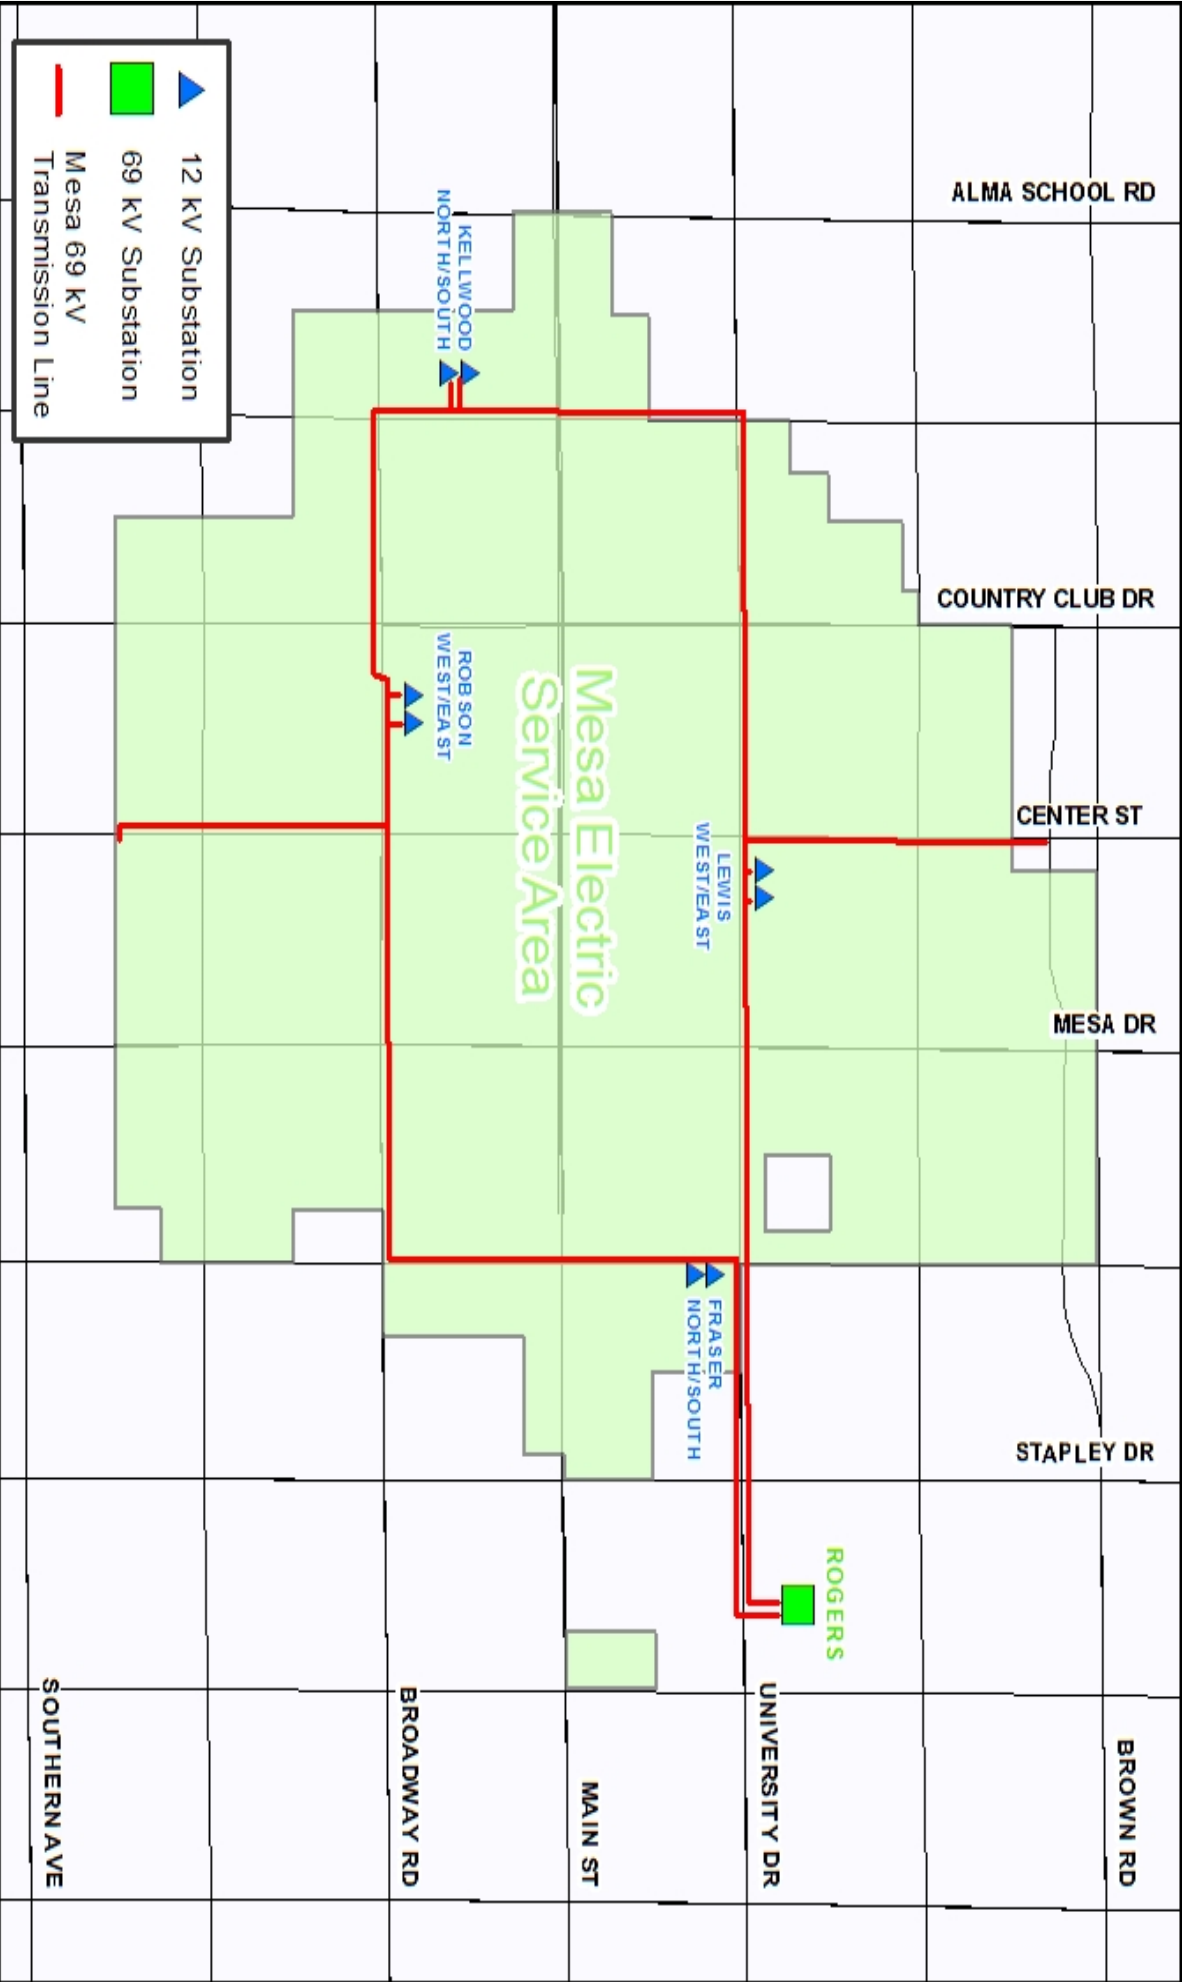 ALMA SCHOOL RD
COUNTRY CLUB DR
CENTER ST
MESA DR
STAPLEY DR
BROWN RD
UNIVERSITY DR
MAIN ST
BROADWAY RD
SOUTHERN AVE
ROGERS
LEWIS
WEST/EAST
KELLWOOD
NORTH/SOUTH
ROBSON
WEST/EAST
FRASER
NORTH/SOUTH
Mesa Electric
Service Area
12 kV Substation
69 kV Substation
Mesa 69 kV
Transmission Line